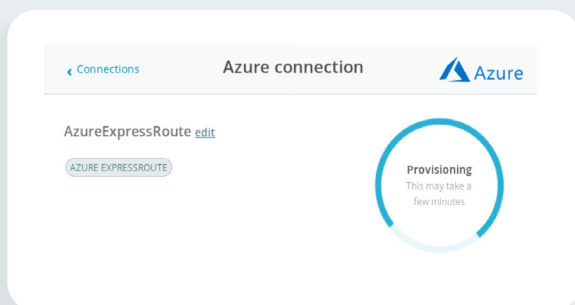 ‹ Connections
Azure connection
Azure
AzureExpressRoute edit
AZURE EXPRESSROUTE
Provisioning
This may take a
few minutes